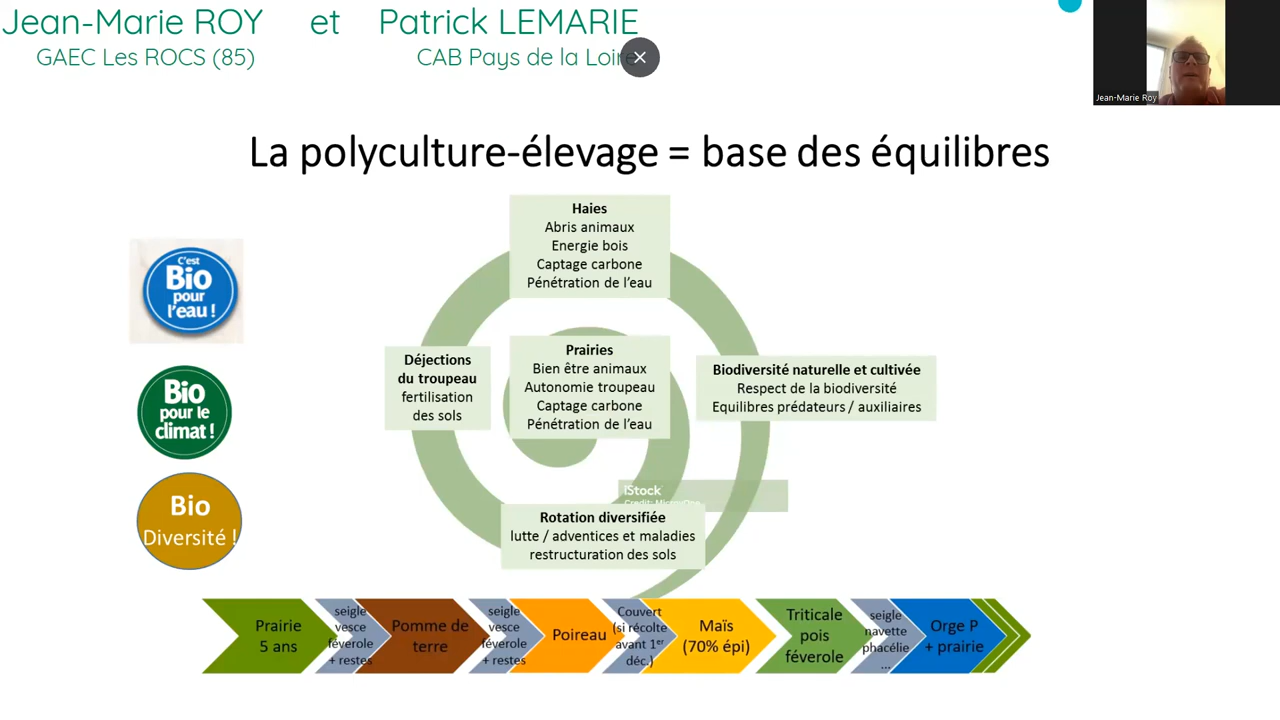 Jean-Marie ROY et Patrick LEMARIE
GAEC Les ROCS (85) CAB Pays de la Loire
Jean-Marie Roy
La polyculture-élevage = base des équilibres
C'est
Bio
pour
l'eau !
Bio
pour le
climat !
Bio
Diversité !
Haies
Abris animaux
Energie bois
Captage carbone
Pénétration de l'eau
Déjections
du troupeau
fertilisation
des sols
Prairies
Bien être animaux
Autonomie troupeau
Captage carbone
Pénétration de l'eau
Biodiversité naturelle et cultivée
Respect de la biodiversité
Equilibres prédateurs / auxiliaires
iStock
Credit: MicroOne
Rotation diversifiée
lutte / adventices et maladies
restructuration des sols
Prairie
5 ans
seigle
vesce
féverole
+ restes
Pomme de
terre
seigle
vesce
féverole
+ restes
Poireau
Couvert
(si récolte
avant 1er
déc.)
Maïs
(70% épi)
Triticale
pois
féverole
seigle
navette
phacélie
...
Orge P
+ prairie